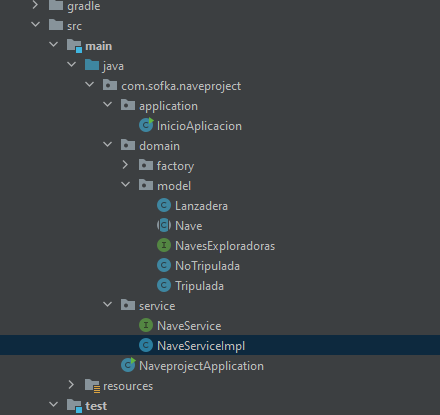 gradle
src
main
java
com.sofka.naveproject
application
InicioAplicacion
domain
factory
model
Lanzadera
Nave
NavesExploradoras
NoTripulada
Tripulada
service
NaveService
NaveServiceImpl
NaveprojectApplication
resources
test